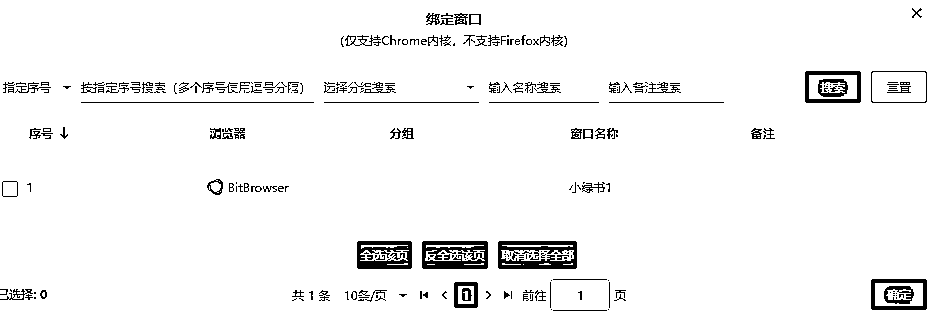 绑定窗口
(仅支持Chrome内核，不支持Firefox内核)
指定序号 按指定序号搜索（多个序号使用逗号分隔） 选择分组搜索 输入名称搜索 输入备注搜索 搜索 重置
序号 ↓ 浏览器 分组 窗口名称 备注
1 BitBrowser 小绿书1
全选该页 反全选该页 取消选择全部
已选择: 0 共 1 条 10条/页 1 前往 1 页 确定